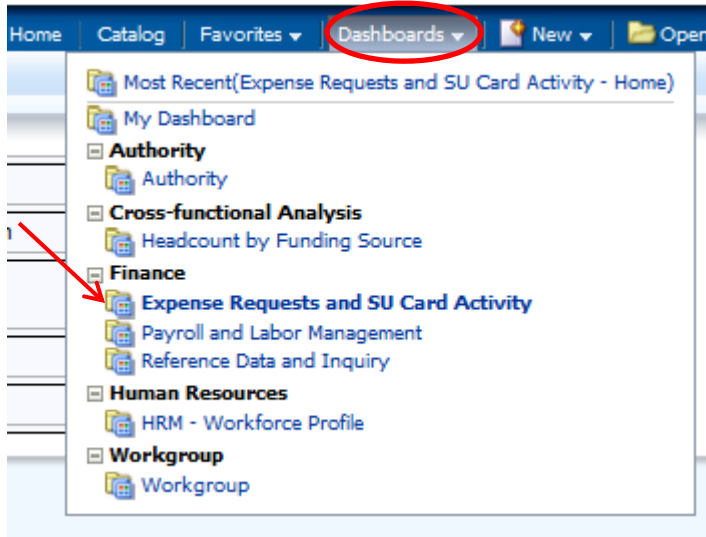 Home Catalog Favorites Dashboards New Open
Most Recent(Expense Requests and SU Card Activity - Home)
My Dashboard
Authority
Authority
Cross-functional Analysis
Headcount by Funding Source
Finance
Expense Requests and SU Card Activity
Payroll and Labor Management
Reference Data and Inquiry
Human Resources
HRM - Workforce Profile
Workgroup
Workgroup